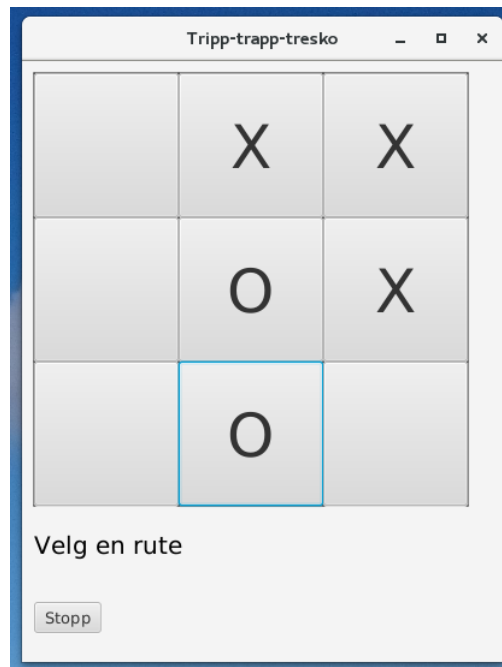 Tripp-trapp-tresko
X X
O X
O
Velg en rute
Stopp